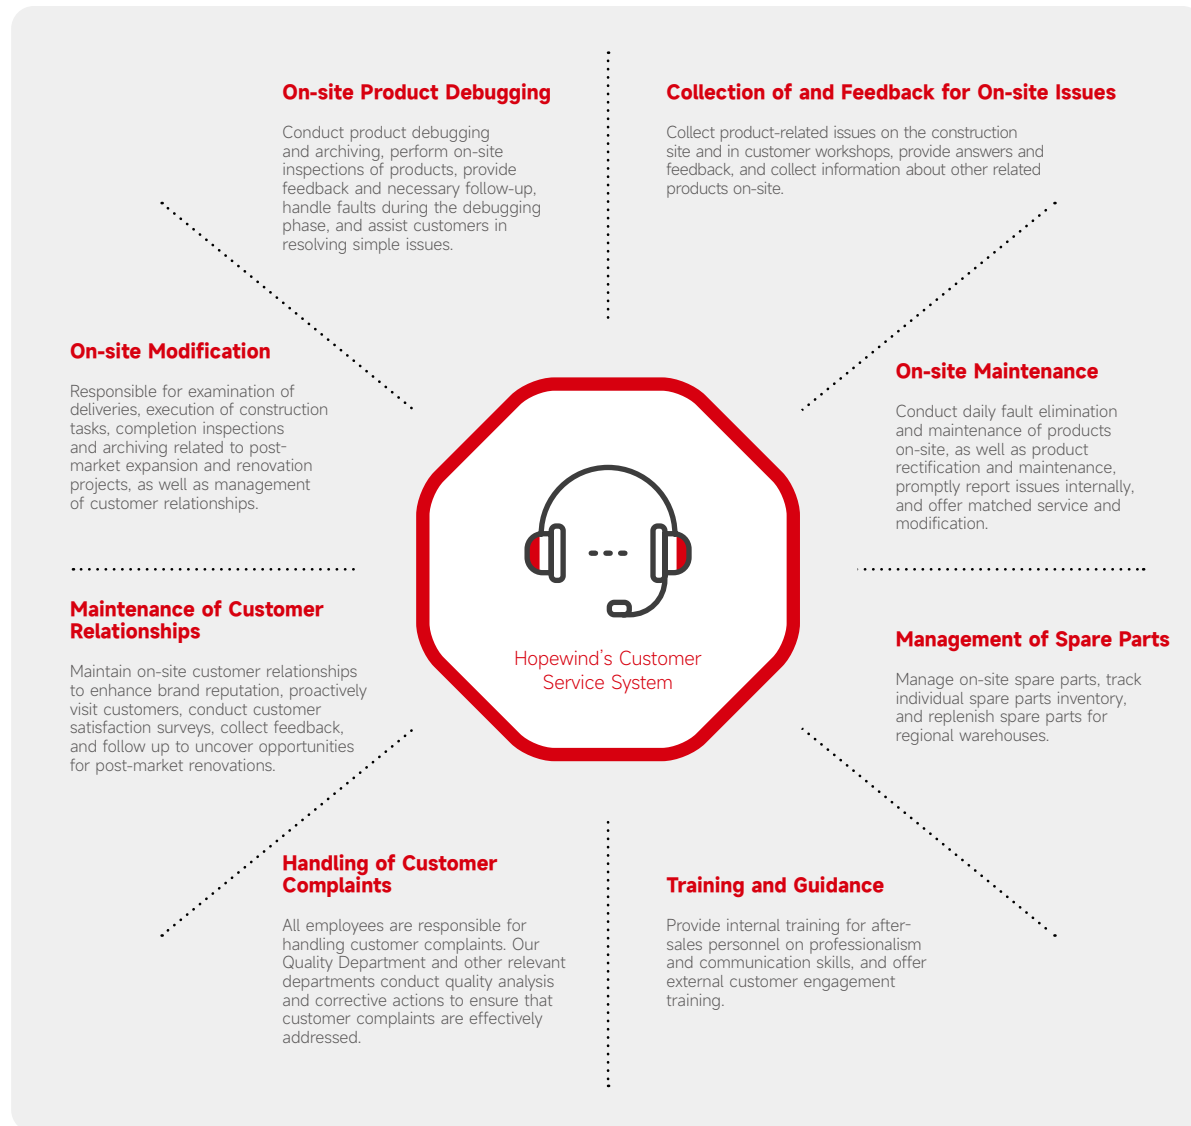 On-site Product Debugging
Conduct product debugging
and archiving, perform on-site
inspections of products, provide
feedback and necessary follow-up,
handle faults during the debugging
phase, and assist customers in
resolving simple issues.
Collection of and Feedback for On-site Issues
Collect product-related issues on the construction
site and in customer workshops, provide answers and
feedback, and collect information about other related
products on-site.
On-site Modification
Responsible for examination of
deliveries, execution of construction
tasks, completion inspections
and archiving related to post-
market expansion and renovation
projects, as well as management
of customer relationships.
On-site Maintenance
Conduct daily fault elimination
and maintenance of products
on-site, as well as product
rectification and maintenance,
promptly report issues internally,
and offer matched service and
modification.
Hopewind's Customer
Service System
Maintenance of Customer
Relationships
Maintain on-site customer relationships
to enhance brand reputation, proactively
visit customers, conduct customer
satisfaction surveys, collect feedback,
and follow up to uncover opportunities
for post-market renovations.
Management of Spare Parts
Manage on-site spare parts, track
individual spare parts inventory,
and replenish spare parts for
regional warehouses.
Handling of Customer
Complaints
All employees are responsible for
handling customer complaints. Our
Quality Department and other relevant
departments conduct quality analysis
and corrective actions to ensure that
customer complaints are effectively
addressed.
Training and Guidance
Provide internal training for after-
sales personnel on professionalism
and communication skills, and offer
external customer engagement
training.